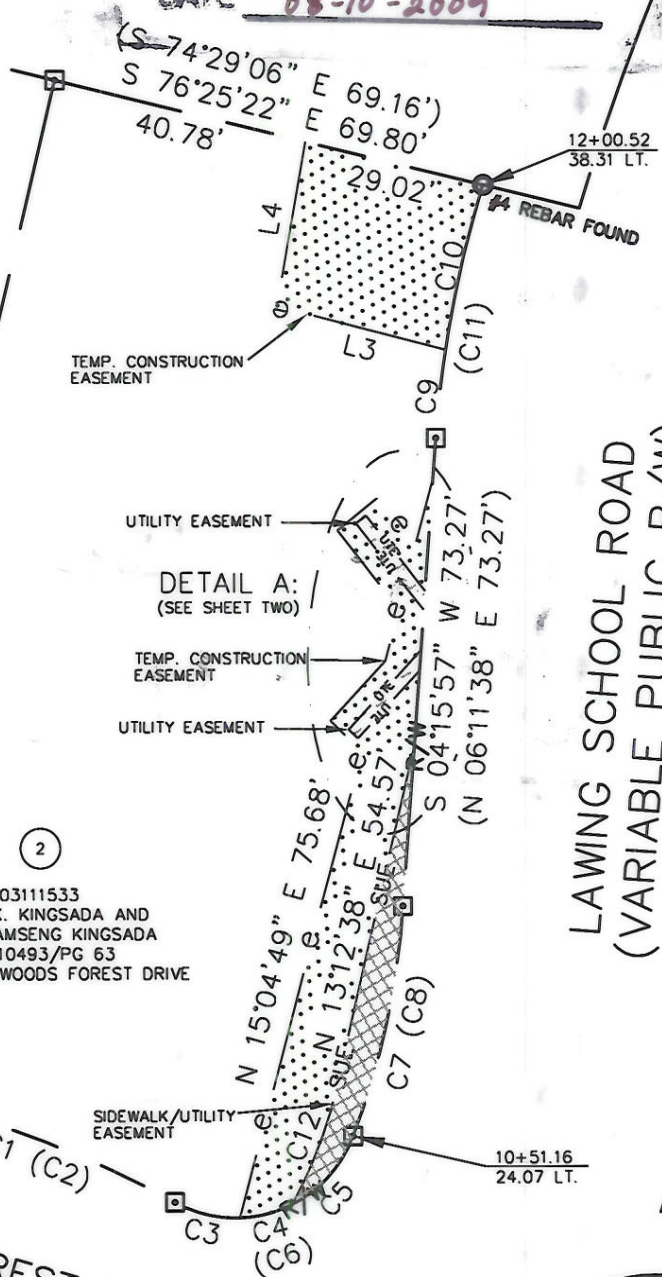 08-10-2009
(S 74°29'06" E 69.16')
S 76°25'22" E 69.80'
40.78'
29.02'
12+00.52
38.31 LT.
#4 REBAR FOUND
L4
C10
(C11)
e
L3
TEMP. CONSTRUCTION
EASEMENT
C9
UTILITY EASEMENT
e
UTE
DETAIL A:
(SEE SHEET TWO)
e
S 04°15'57" W 73.27'
(N 06°11'38" E 73.27')
LAWING SCHOOL ROAD
(VARIABLE PUBLIC R/W)
TEMP. CONSTRUCTION
EASEMENT
UTILITY EASEMENT
UTE
R/W
e
2
03111533
K. KINGSADA AND
AMSENG KINGSADA
10493/PG 63
WOODS FOREST DRIVE
N 15°04'49" E 75.68'
N 13°12'38" E 54.57'
SUE
e
C7 (C8)
SUE
SIDEWALK/UTILITY
EASEMENT
e
C12
10+51.16
24.07 LT.
(C2)
C3
C4
(C6)
C5